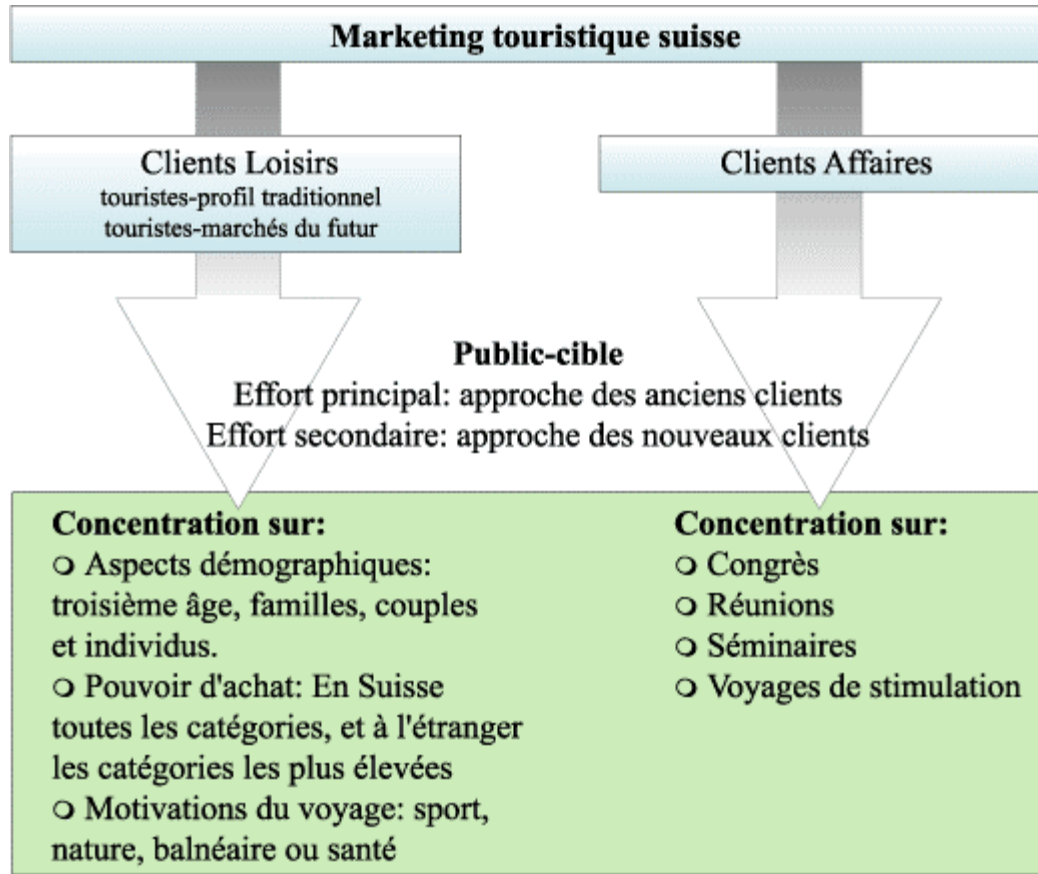 Marketing touristique suisse
Clients Loisirs
touristes-profil traditionnel
touristes-marchés du futur
Clients Affaires
Public-cible
Effort principal: approche des anciens clients
Effort secondaire: approche des nouveaux clients
Concentration sur:
❍ Aspects démographiques:
troisième âge, familles, couples
et individus.
❍ Pouvoir d'achat: En Suisse
toutes les catégories, et à l'étranger
les catégories les plus élevées
❍ Motivations du voyage: sport,
nature, balnéaire ou santé
Concentration sur:
❍ Congrès
❍ Réunions
❍ Séminaires
❍ Voyages de stimulation